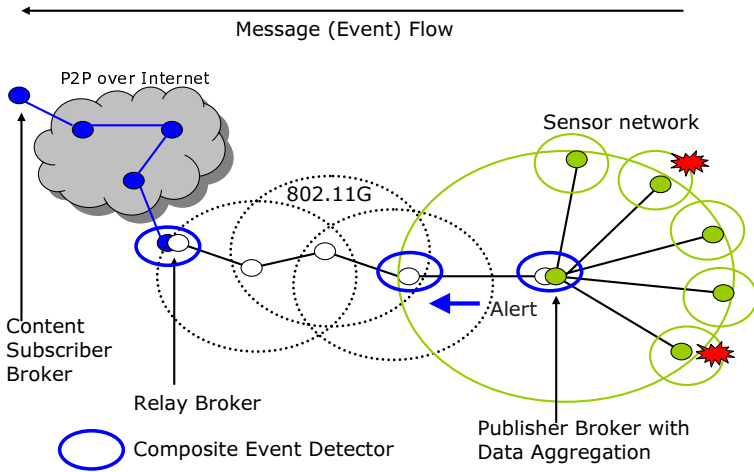 Message (Event) Flow
P2P over Internet
Sensor network
802.11G
Alert
Content
Subscriber
Broker
Relay Broker
Publisher Broker with
Data Aggregation
Composite Event Detector